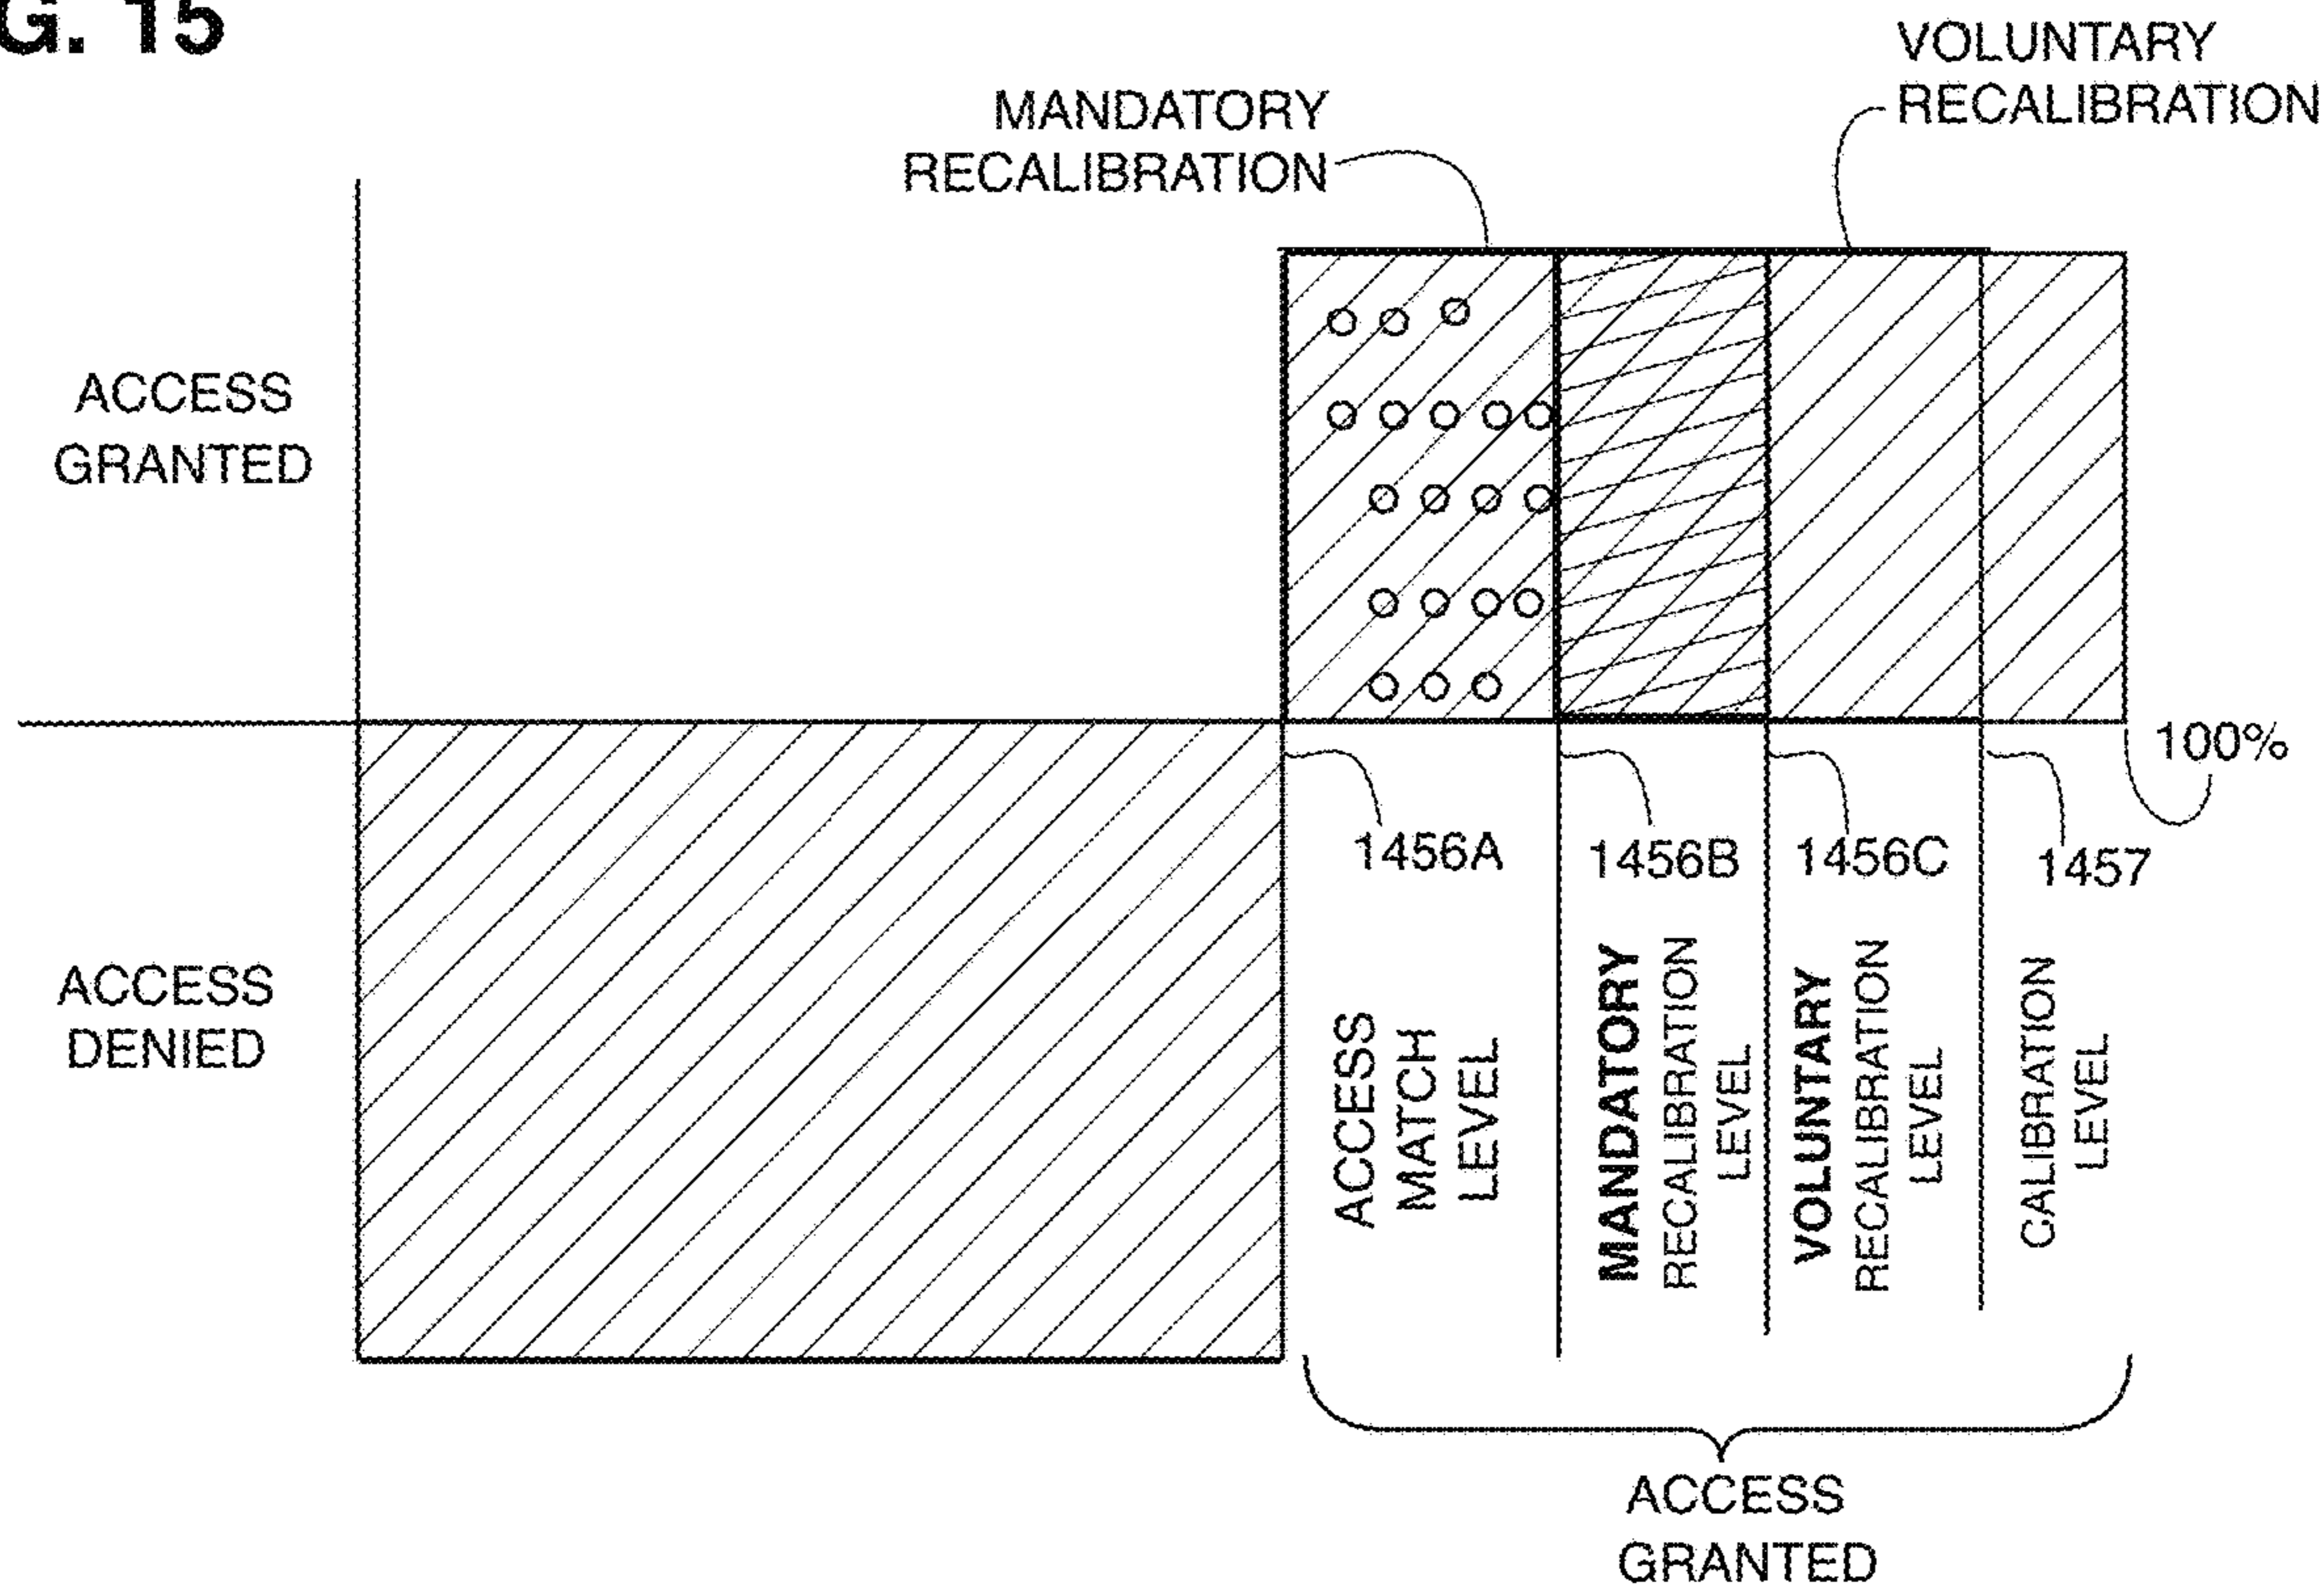 G. 15
VOLUNTARY
RECALIBRATION
MANDATORY
RECALIBRATION
ACCESS
GRANTED
100%
1456A
1456B
1456C
1457
ACCESS
DENIED
ACCESS
MATCH
LEVEL
MANDATORY
RECALIBRATION
LEVEL
VOLUNTARY
RECALIBRATION
LEVEL
CALIBRATION
LEVEL
ACCESS
GRANTED